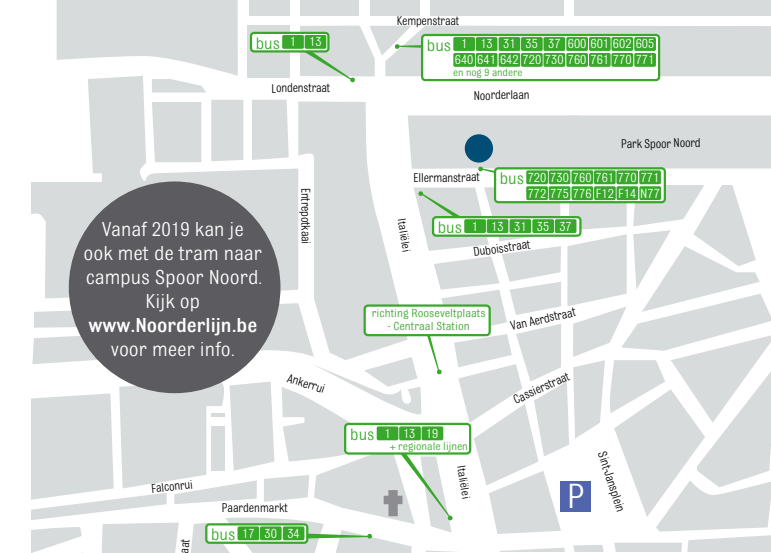 Kempenstraat
bus 1 13
bus 1 13 31 35 37 600 601 602 605
640 641 642 720 730 760 761 770 771
en nog 9 andere
Londenstraat
Noorderlaan
Park Spoor Noord
Ellermanstraat
bus 720 730 760 761 770 771
772 775 776 F12 F14 N77
Entrepotkaai
Italiëlei
bus 1 13 31 35 37
Duboisstraat
Vanaf 2019 kan je
ook met de tram naar
campus Spoor Noord.
Kijk op
www.Noorderlijn.be
voor meer info.
richting Rooseveltplaats
- Centraal Station
Van Aerdstraat
Ankerrui
Cassierstraat
bus 1 13 19
+ regionale lijnen
Italiëlei
Sint-Jansplein
P
Falconrui
Paardenmarkt
bus 17 30 34
aat